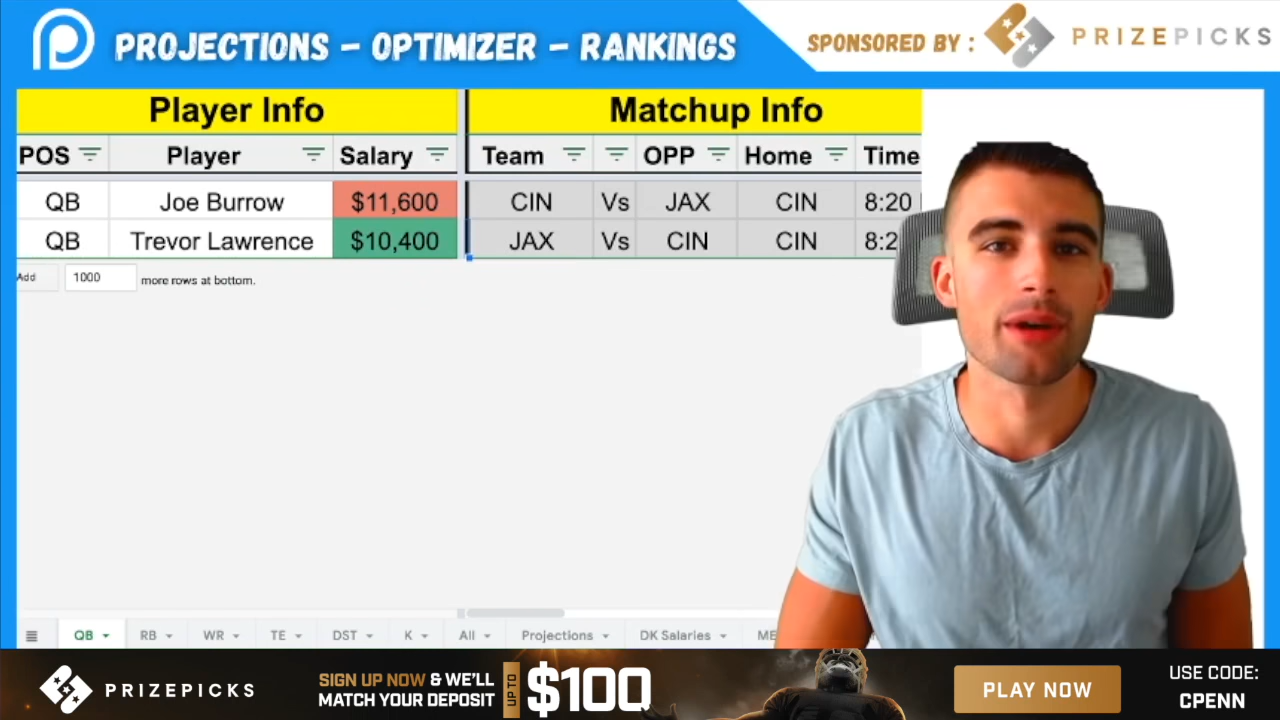 PROJECTIONS - OPTIMIZER - RANKINGS
SPONSORED BY : PRIZEPICKS
Player Info Matchup Info
POS Player Salary Team OPP Home Time
QB Joe Burrow $11,600 CIN Vs JAX CIN 8:20
QB Trevor Lawrence $10,400 JAX Vs CIN CIN 8:2
Add 1000 more rows at bottom.
QB RB WR TE DST K All Projections DK Salaries ME
PRIZEPICKS
SIGN UP NOW & WE'LL
MATCH YOUR DEPOSIT
UP TO
$100
PLAY NOW
USE CODE:
CPENN